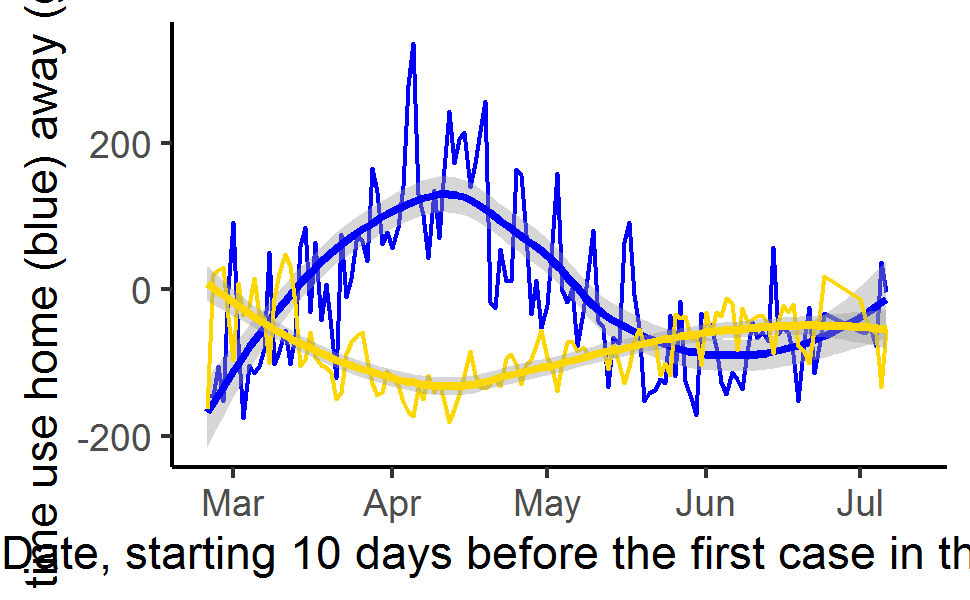 time use home (blue) away (
200
0
-200
Mar Apr May Jun Jul
Date, starting 10 days before the first case in th